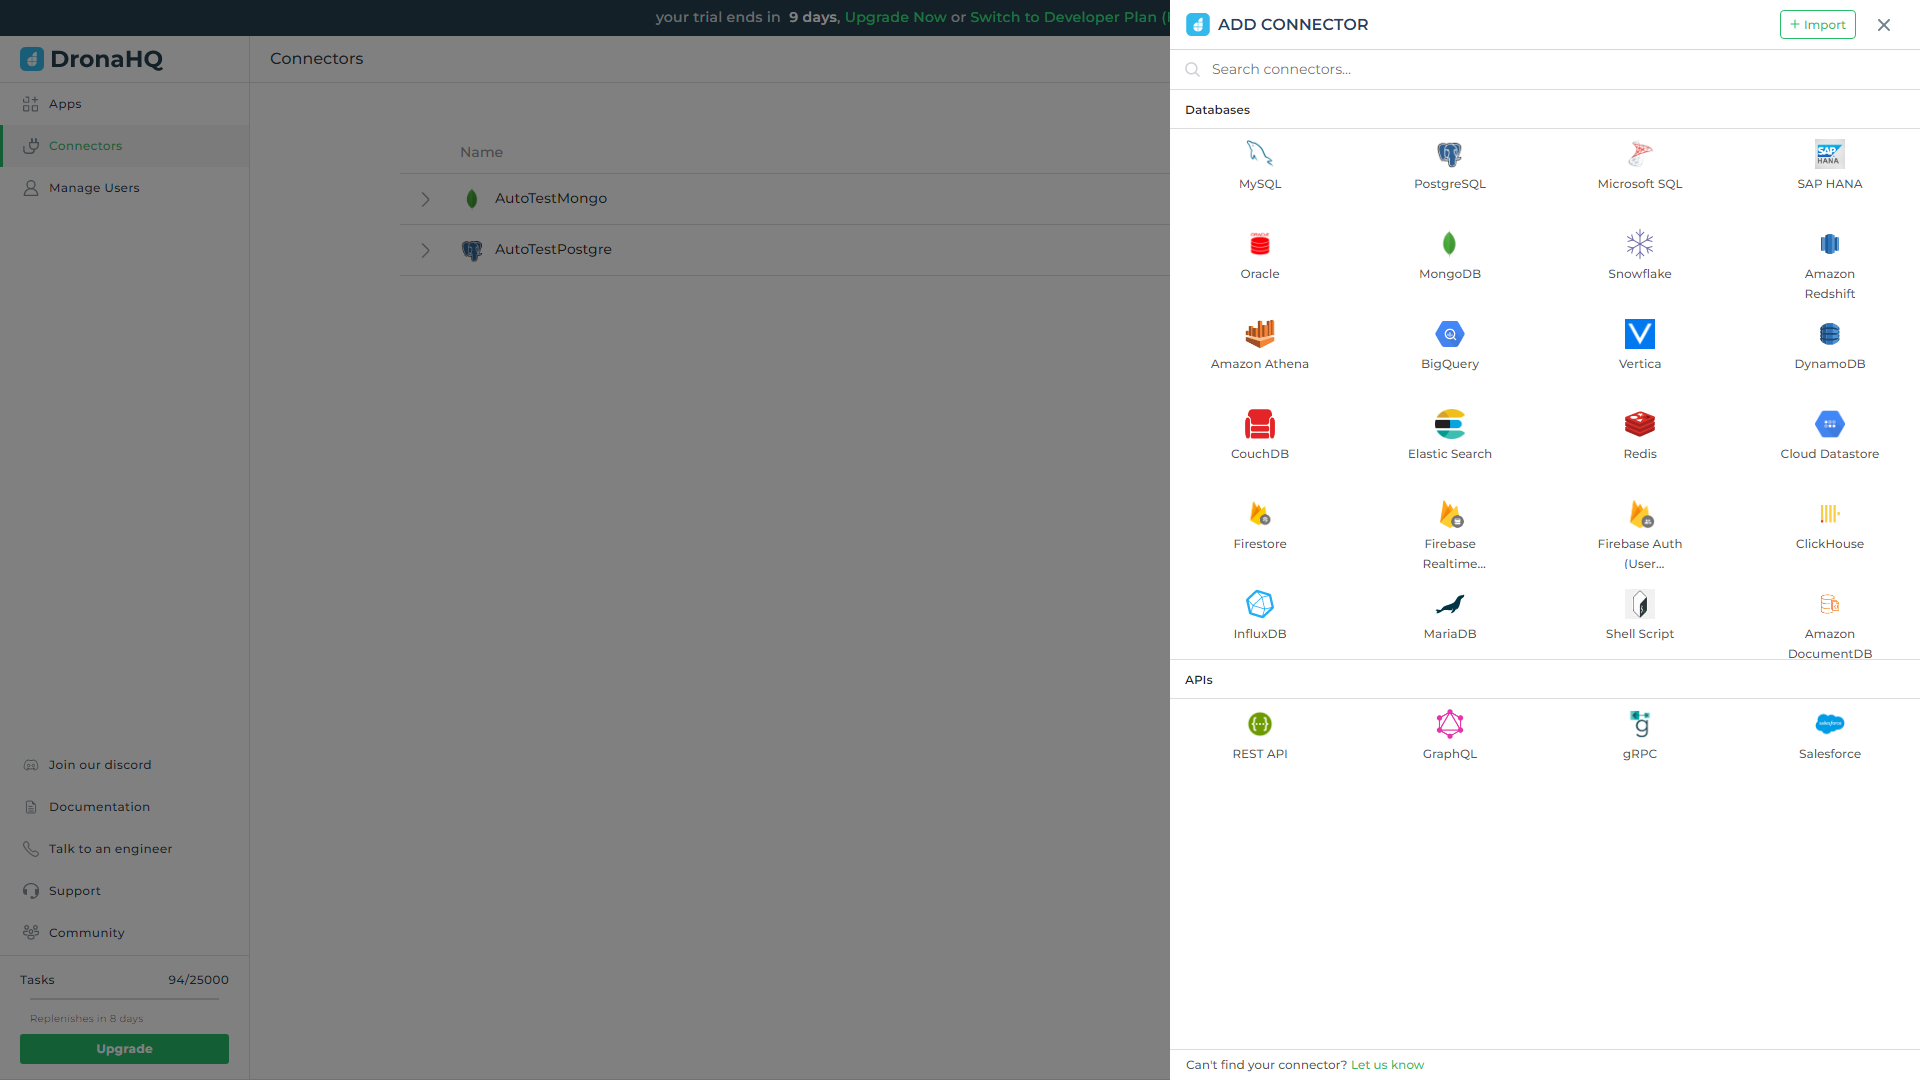 your trial ends in 9 days, Upgrade Now or Switch to Developer Plan (
DronaHQ
Apps
Connectors
Manage Users
Join our discord
Documentation
Talk to an engineer
Support
Community
Tasks 94/25000
Replenishes in 8 days
Upgrade
Connectors
Name
AutoTestMongo
AutoTestPostgre
ADD CONNECTOR
+ Import
Search connectors...
Databases
MySQL
PostgreSQL
Microsoft SQL
SAP HANA
SAP HANA
ORACLE
Oracle
MongoDB
Snowflake
Amazon
Redshift
Amazon Athena
BigQuery
Vertica
DynamoDB
CouchDB
Elastic Search
Redis
Cloud Datastore
Firestore
Firebase
Realtime...
Firebase Auth
(User...
ClickHouse
InfluxDB
MariaDB
Shell Script
Amazon
DocumentDB
APIs
REST API
GraphQL
gRPC
salesforce
Salesforce
Can't find your connector? Let us know